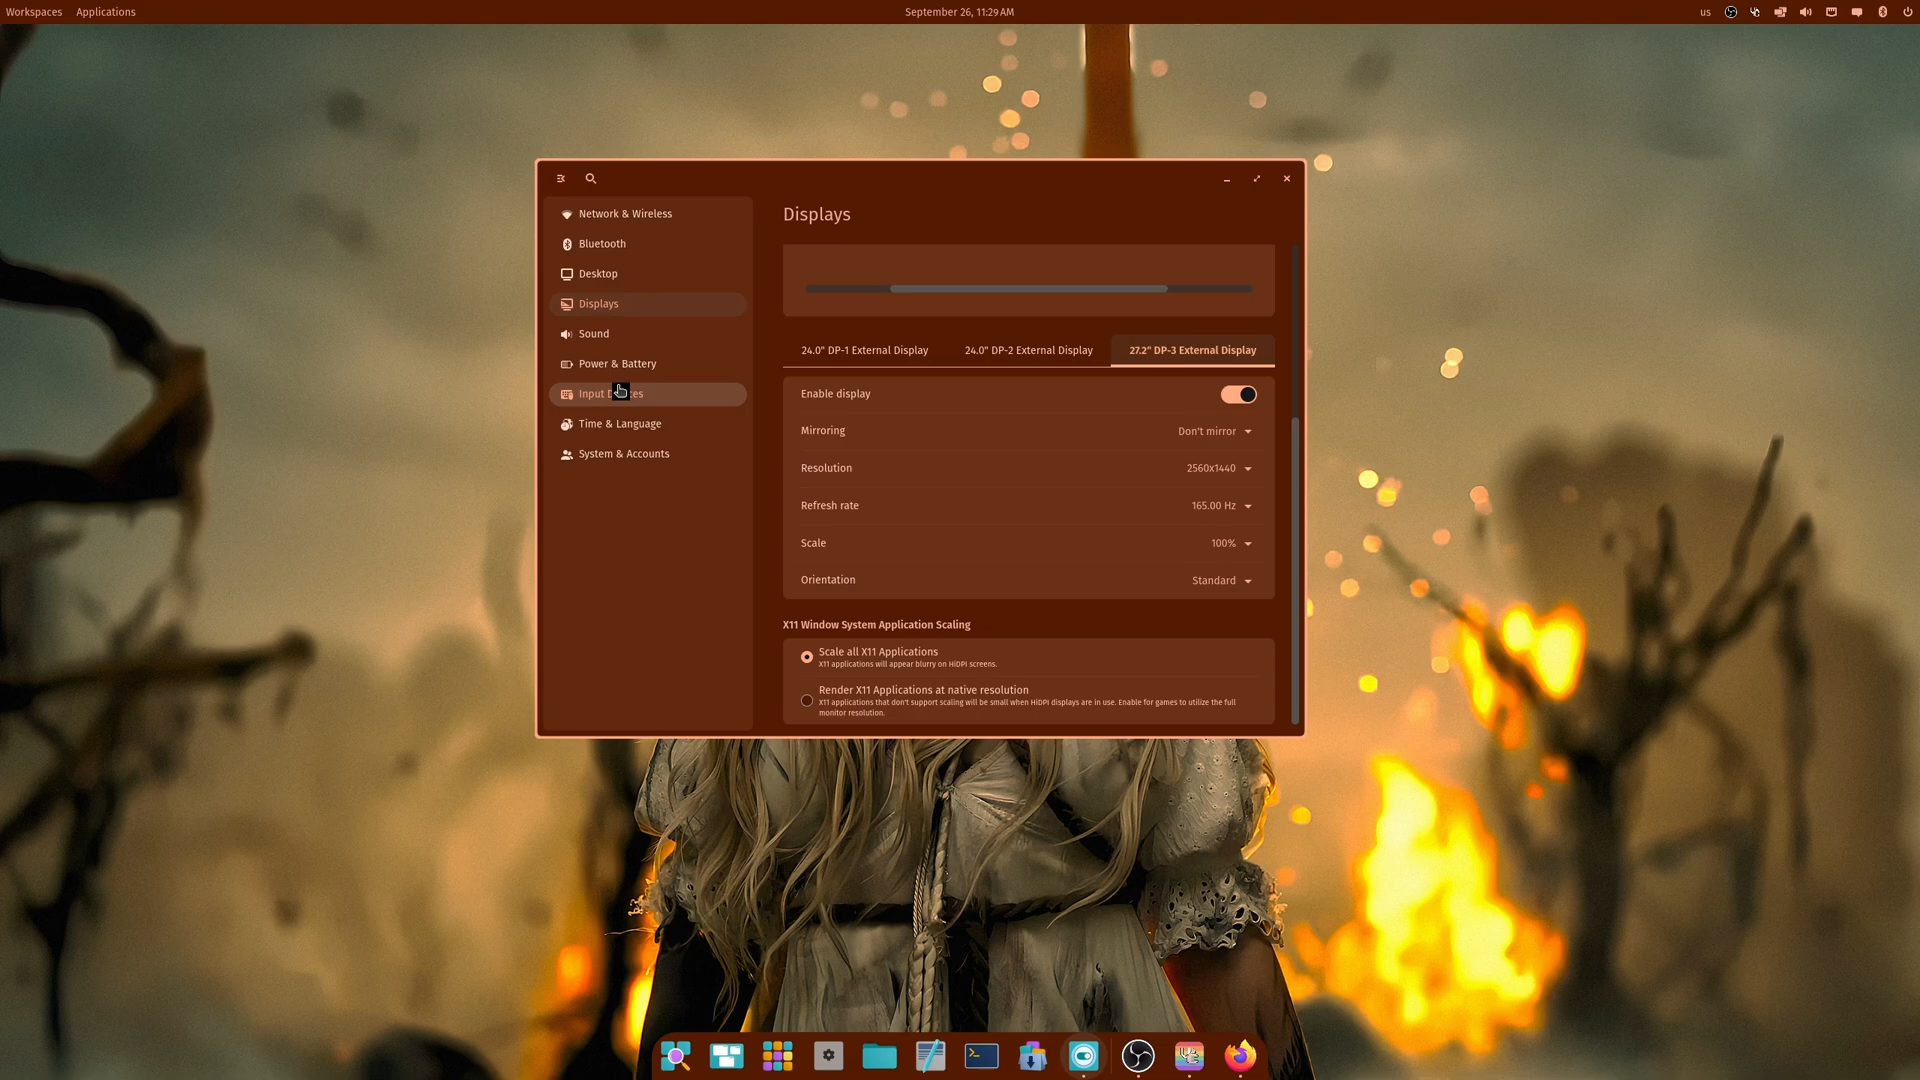 Workspaces Applications September 26, 11:29 AM us
Network & Wireless
Bluetooth
Desktop
Displays
Sound
Power & Battery
Input
Time & Language
System & Accounts
Displays
24.0" DP-1 External Display 24.0" DP-2 External Display 27.2" DP-3 External Display
Enable display
Mirroring Don't mirror
Resolution 2560x1440
Refresh rate 165.00 Hz
Scale 100%
Orientation Standard
X11 Window System Application Scaling
Scale all X11 Applications
X11 applications will appear blurry on HiDPI screens.
Render X11 Applications at native resolution
X11 applications that don't support scaling will be small when HiDPI displays are in use. Enable for games to utilize the full
monitor resolution.